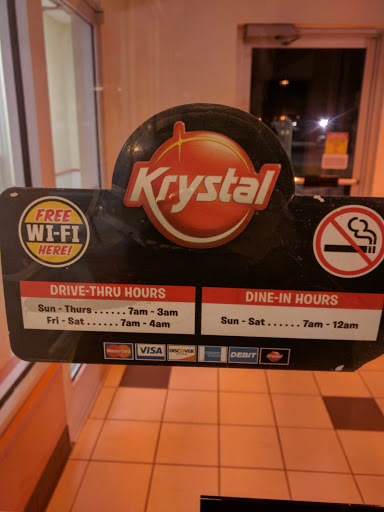 Krystal
FREE
WI-FI
HERE!
DRIVE-THRU HOURS
Sun - Thurs ...... 7am - 3am
Fri - Sat ...... 7am - 4am
DINE-IN HOURS
Sun - Sat ...... 7am - 12am
VISA
DISCOVER
DEBIT